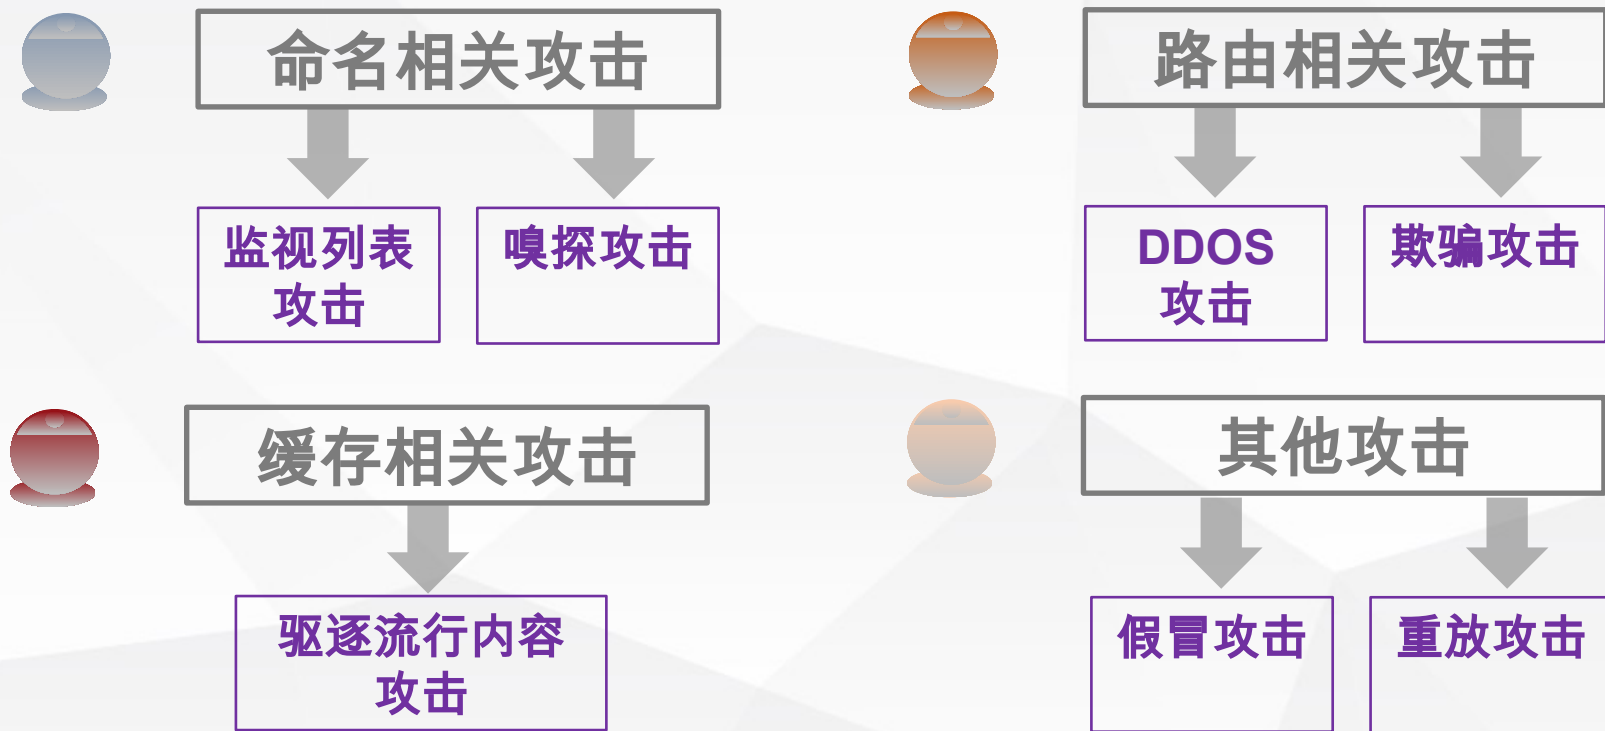 命名相关攻击
监视列表
攻击
嗅探攻击
路由相关攻击
DDOS
攻击
欺骗攻击
缓存相关攻击
驱逐流行内容
攻击
其他攻击
假冒攻击
重放攻击